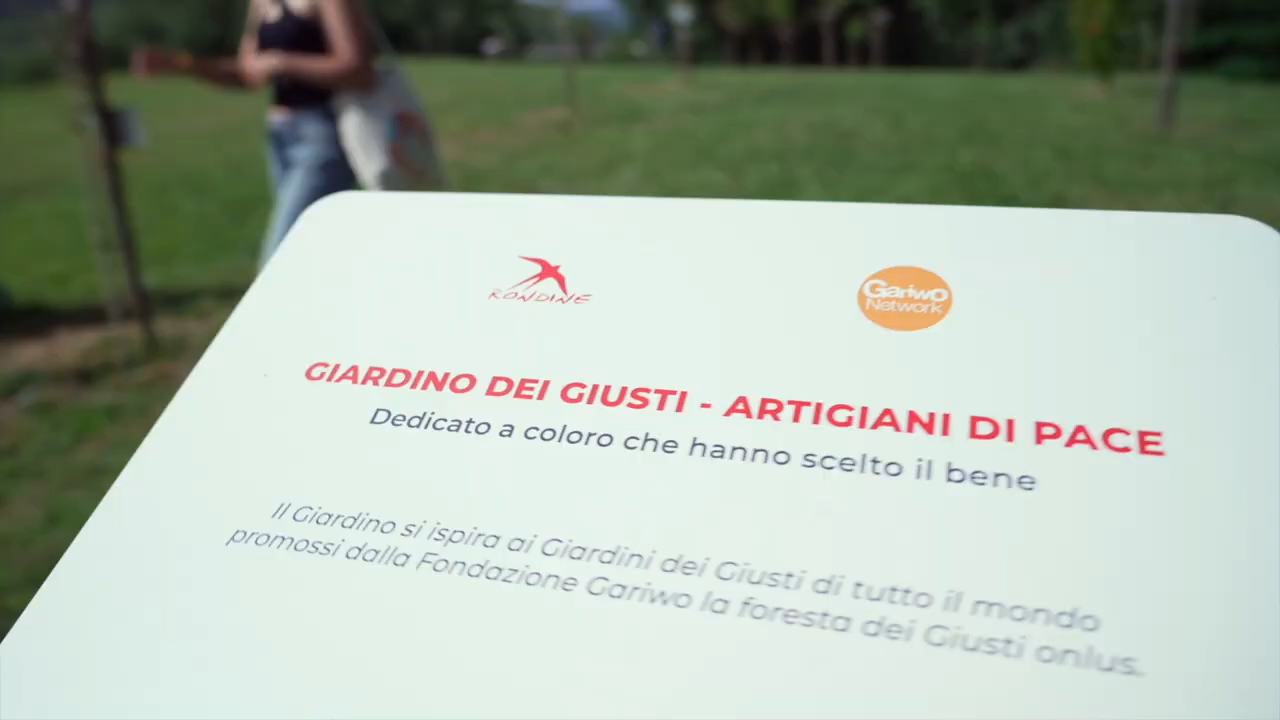 RONDINE
Gariwo
Network
GIARDINO DEI GIUSTI - ARTIGIANI DI PACE
Dedicato a coloro che hanno scelto il bene
Il Giardino si ispira ai Giardini dei Giusti di tutto il mondo
promossi dalla Fondazione Gariwo la foresta dei Giusti onlus.